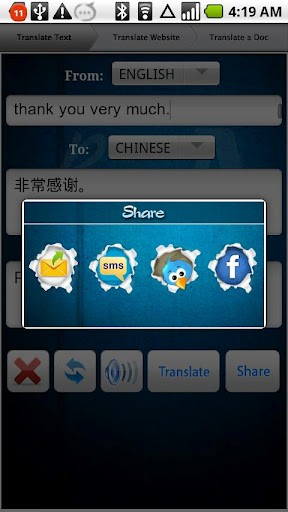 11
4:19 AM
Translate Text
Translate Website
Translate a Doc
From: ENGLISH
thank you very much.
To: CHINESE
非常感谢。
Share
sms
f
Translate
Share